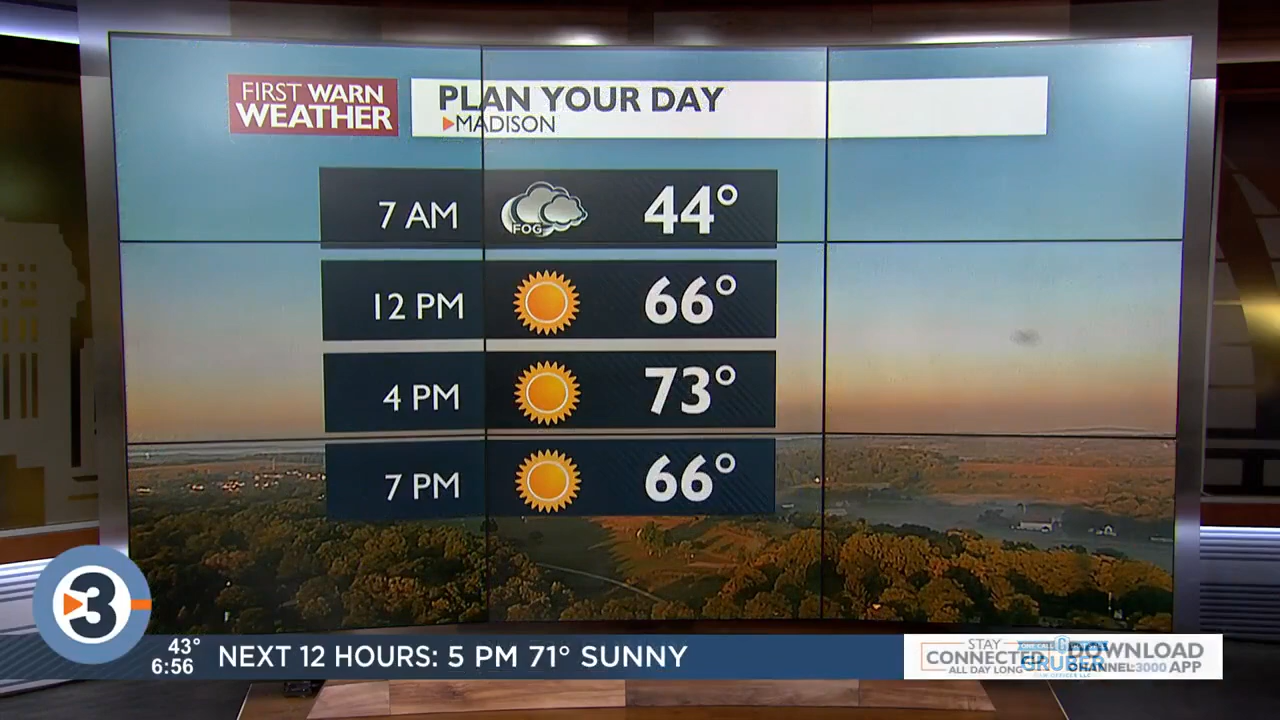 FIRST WARN
WEATHER
PLAN YOUR DAY
MADISON
7 AM FOG 44°
12 PM 66°
4 PM 73°
7 PM 66°
3
43°
6:56
NEXT 12 HOURS: 5 PM 71° SUNNY
STAY
CONNECTED
ALL DAY LONG
GRUBER
DOWNLOAD
CHANNEL3000 APP